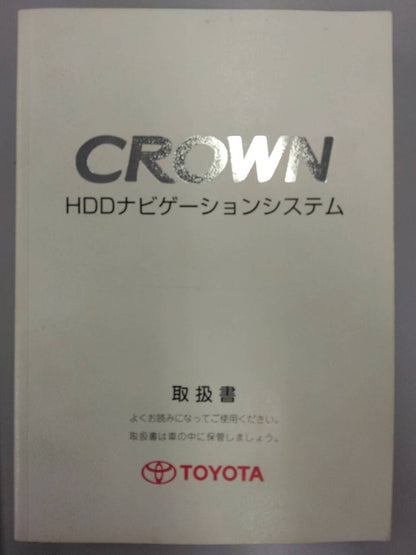 CROWN
HDDナビゲーションシステム
取扱書
よくお読みになってご使用ください。
取扱書は車の中に保管しましょう。
TOYOTA